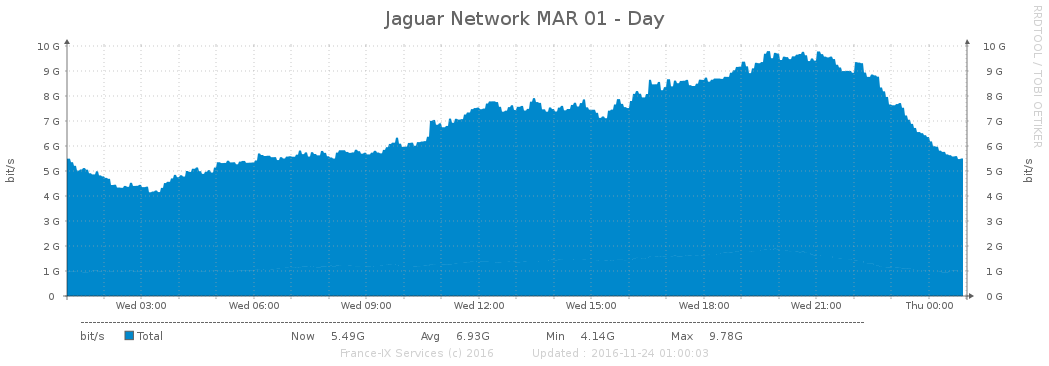 Jaguar Network MAR 01 - Day
RRDTOOL / TOBI OETIKER
10 G 10 G
9 G 9 G
8 G 8 G
7 G 7 G
6 G 6 G
5 G 5 G
4 G 4 G
3 G 3 G
2 G 2 G
1 G 1 G
0 0 G
bit/s bit/s
Wed 03:00 Wed 06:00 Wed 09:00 Wed 12:00 Wed 15:00 Wed 18:00 Wed 21:00 Thu 00:00
bit/s Total Now 5.49G Avg 6.93G Min 4.14G Max 9.78G
France-IX Services (c) 2016 Updated : 2016-11-24 01:00:03